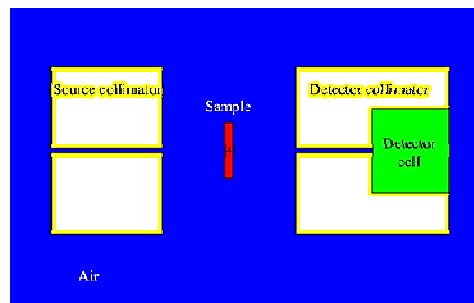 Source collimator
Detector collimator
Sample
Detector
cell
Air